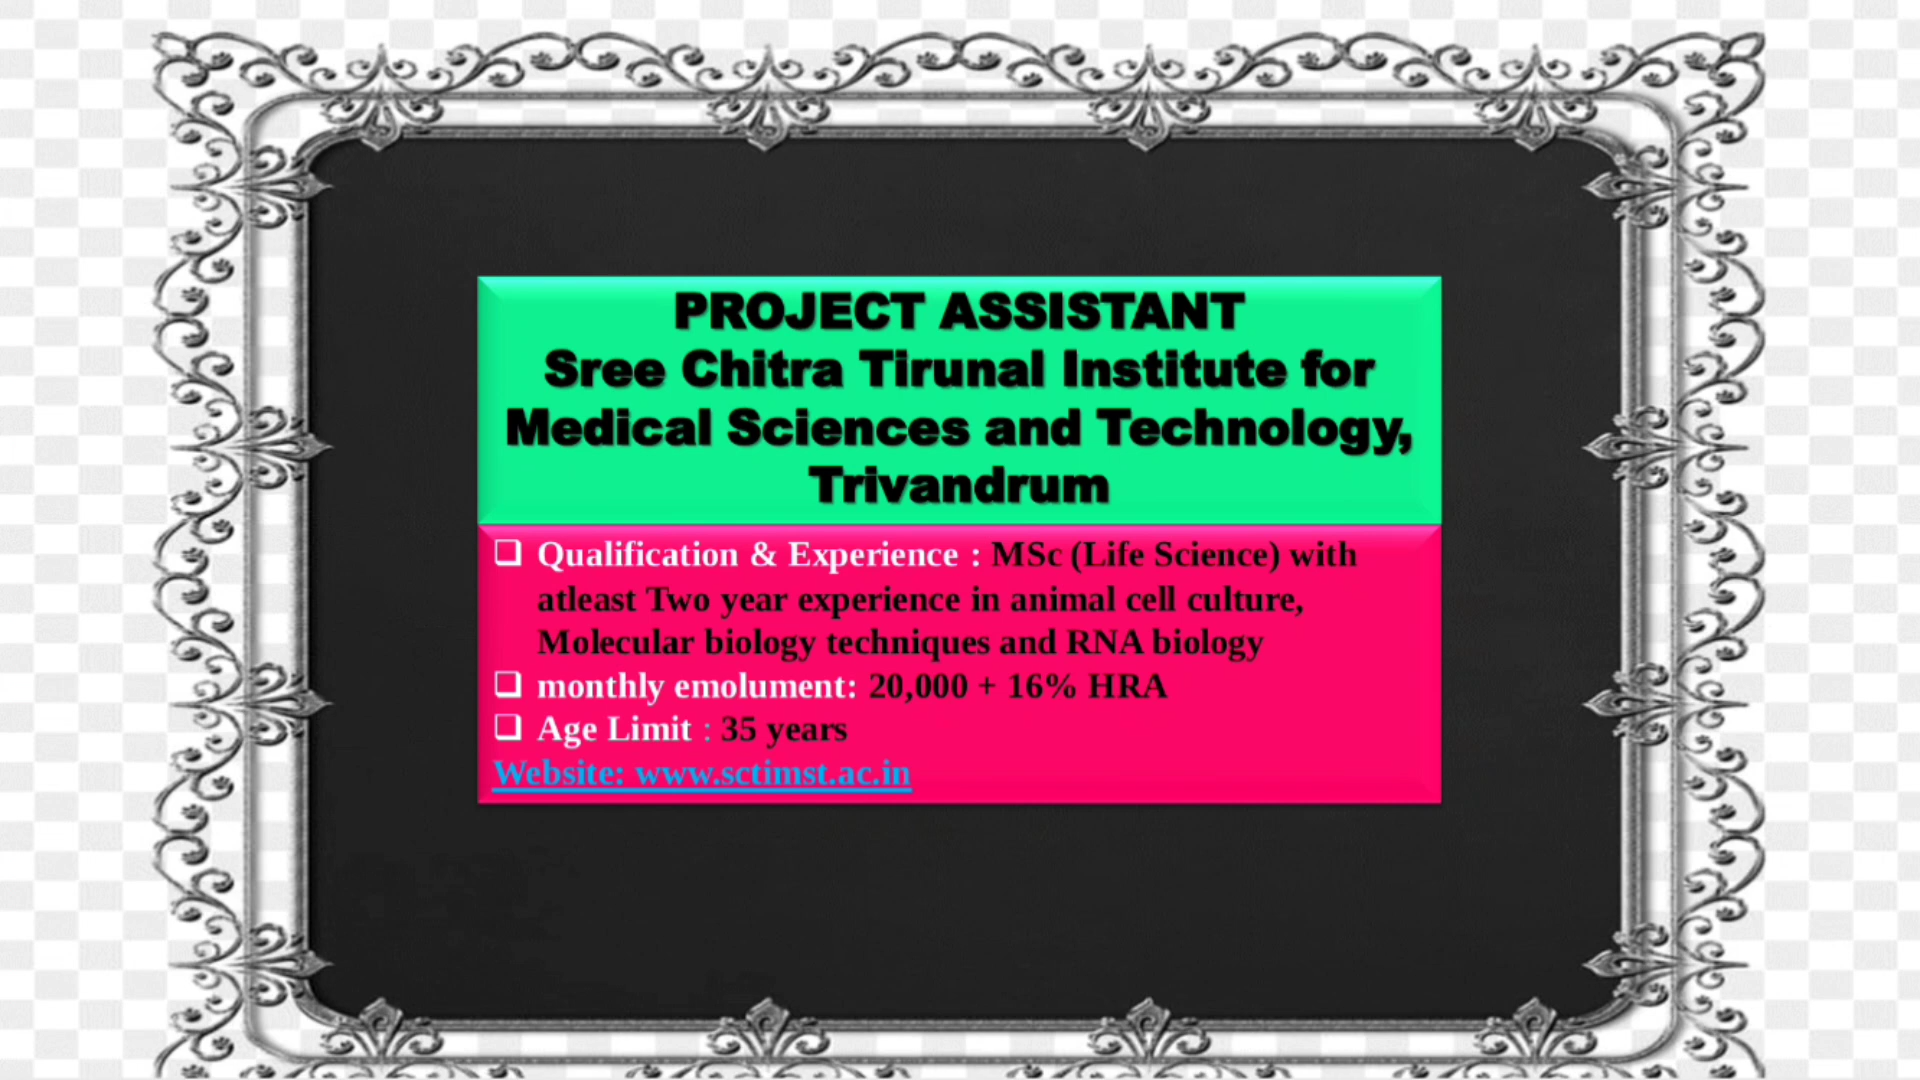 PROJECT ASSISTANT
Sree Chitra Tirunal Institute for
Medical Sciences and Technology,
Trivandrum
❑ Qualification & Experience : MSc (Life Science) with
atleast Two year experience in animal cell culture,
Molecular biology techniques and RNA biology
❑ monthly emolument: 20,000 + 16% HRA
❑ Age Limit : 35 years
Website: www.sctimst.ac.in